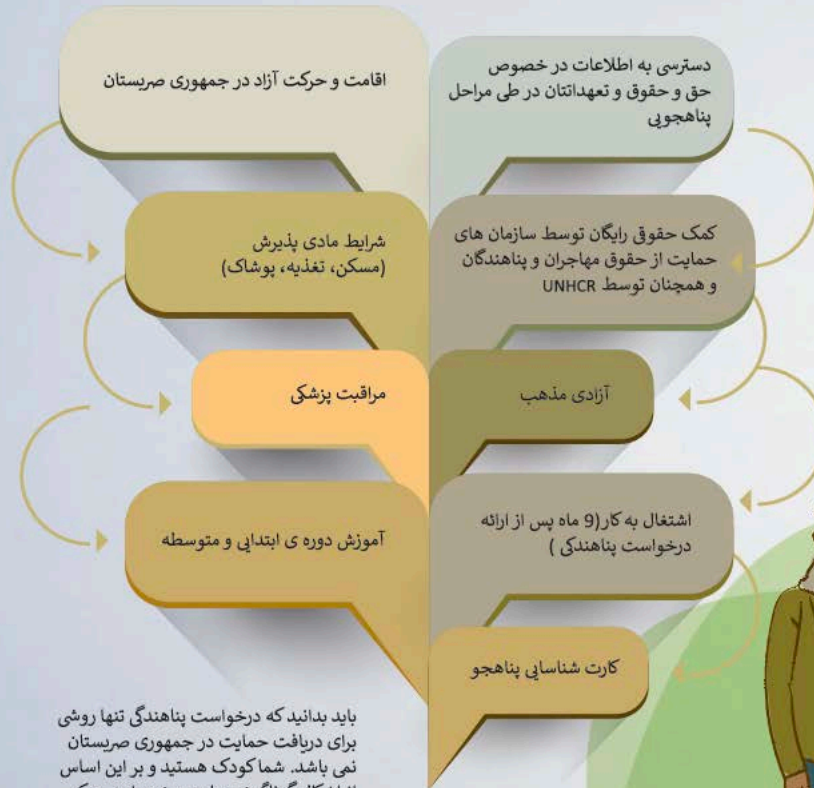 دسترسی به اطلاعات در خصوص
حق و حقوق و تعهداتتان در طی مراحل
پناهجویی
اقامت و حرکت آزاد در جمهوری صربستان
کمک حقوقی رایگان توسط سازمان های
حمایت از حقوق مهاجران و پناهندگان
و همچنان توسط UNHCR
شرایط مادی پذیرش
(مسکن، تغذیه، پوشاک)
آزادی مذهب
مراقبت پزشکی
اشتغال به کار(9 ماه پس از ارائه
درخواست پناهندگی )
آموزش دوره ی ابتدایی و متوسطه
کارت شناسایی پناهجو
باید بدانید که درخواست پناهندگی تنها روشی
برای دریافت حمایت در جمهوری صربستان
نمی باشد. شما کودک هستید و بر این اساس